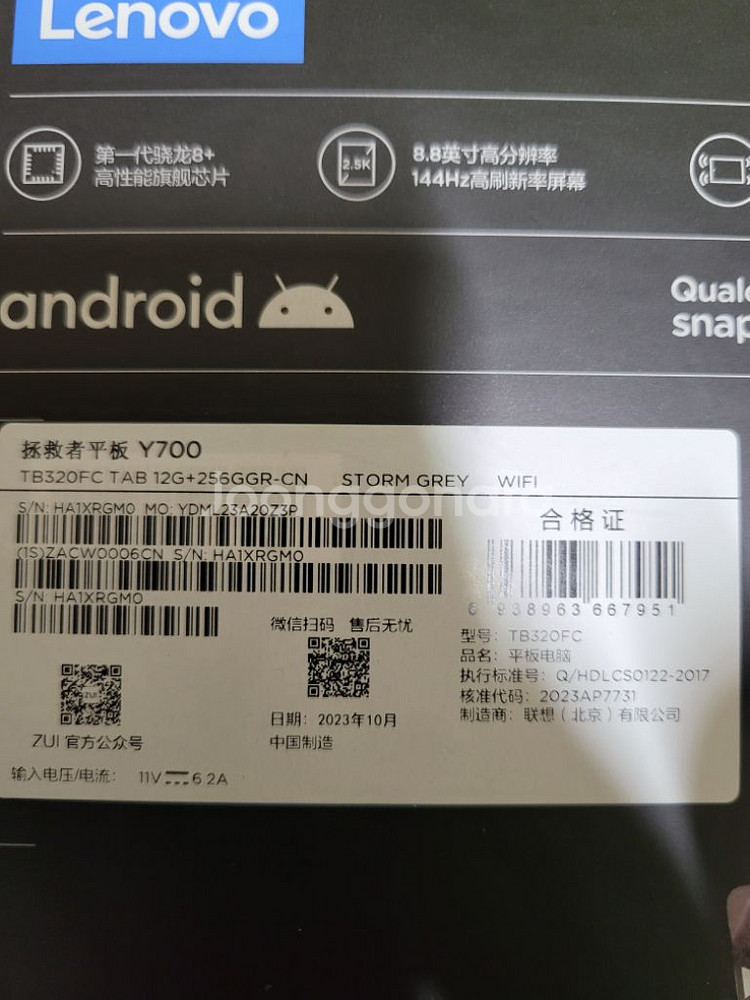 Lenovo
第一代骁龙8+
高性能旗舰芯片
2.5K
8.8英寸高分辨率
144Hz高刷新率屏幕
android
Qualc
snap
拯救者平板 Y700
TB320FC TAB 12G+256GGR-CN STORM GREY WIFI
Joonggonara
S/N: HA1XRGM0 MO: YDML23A20Z3P
(1S)ZACW0006CN S/N: HA1XRGM0
S/N: HA1XRGM0
合格证
6 938963 667951
微信扫码 售后无忧
型号: TB320FC
品名: 平板电脑
执行标准号: Q/HDLCS0122-2017
核准代码: 2023AP7731
制造商: 联想（北京）有限公司
ZUI
日期: 2023年10月
中国制造
ZUI 官方公众号
输入电压/电流: 11V 6.2A